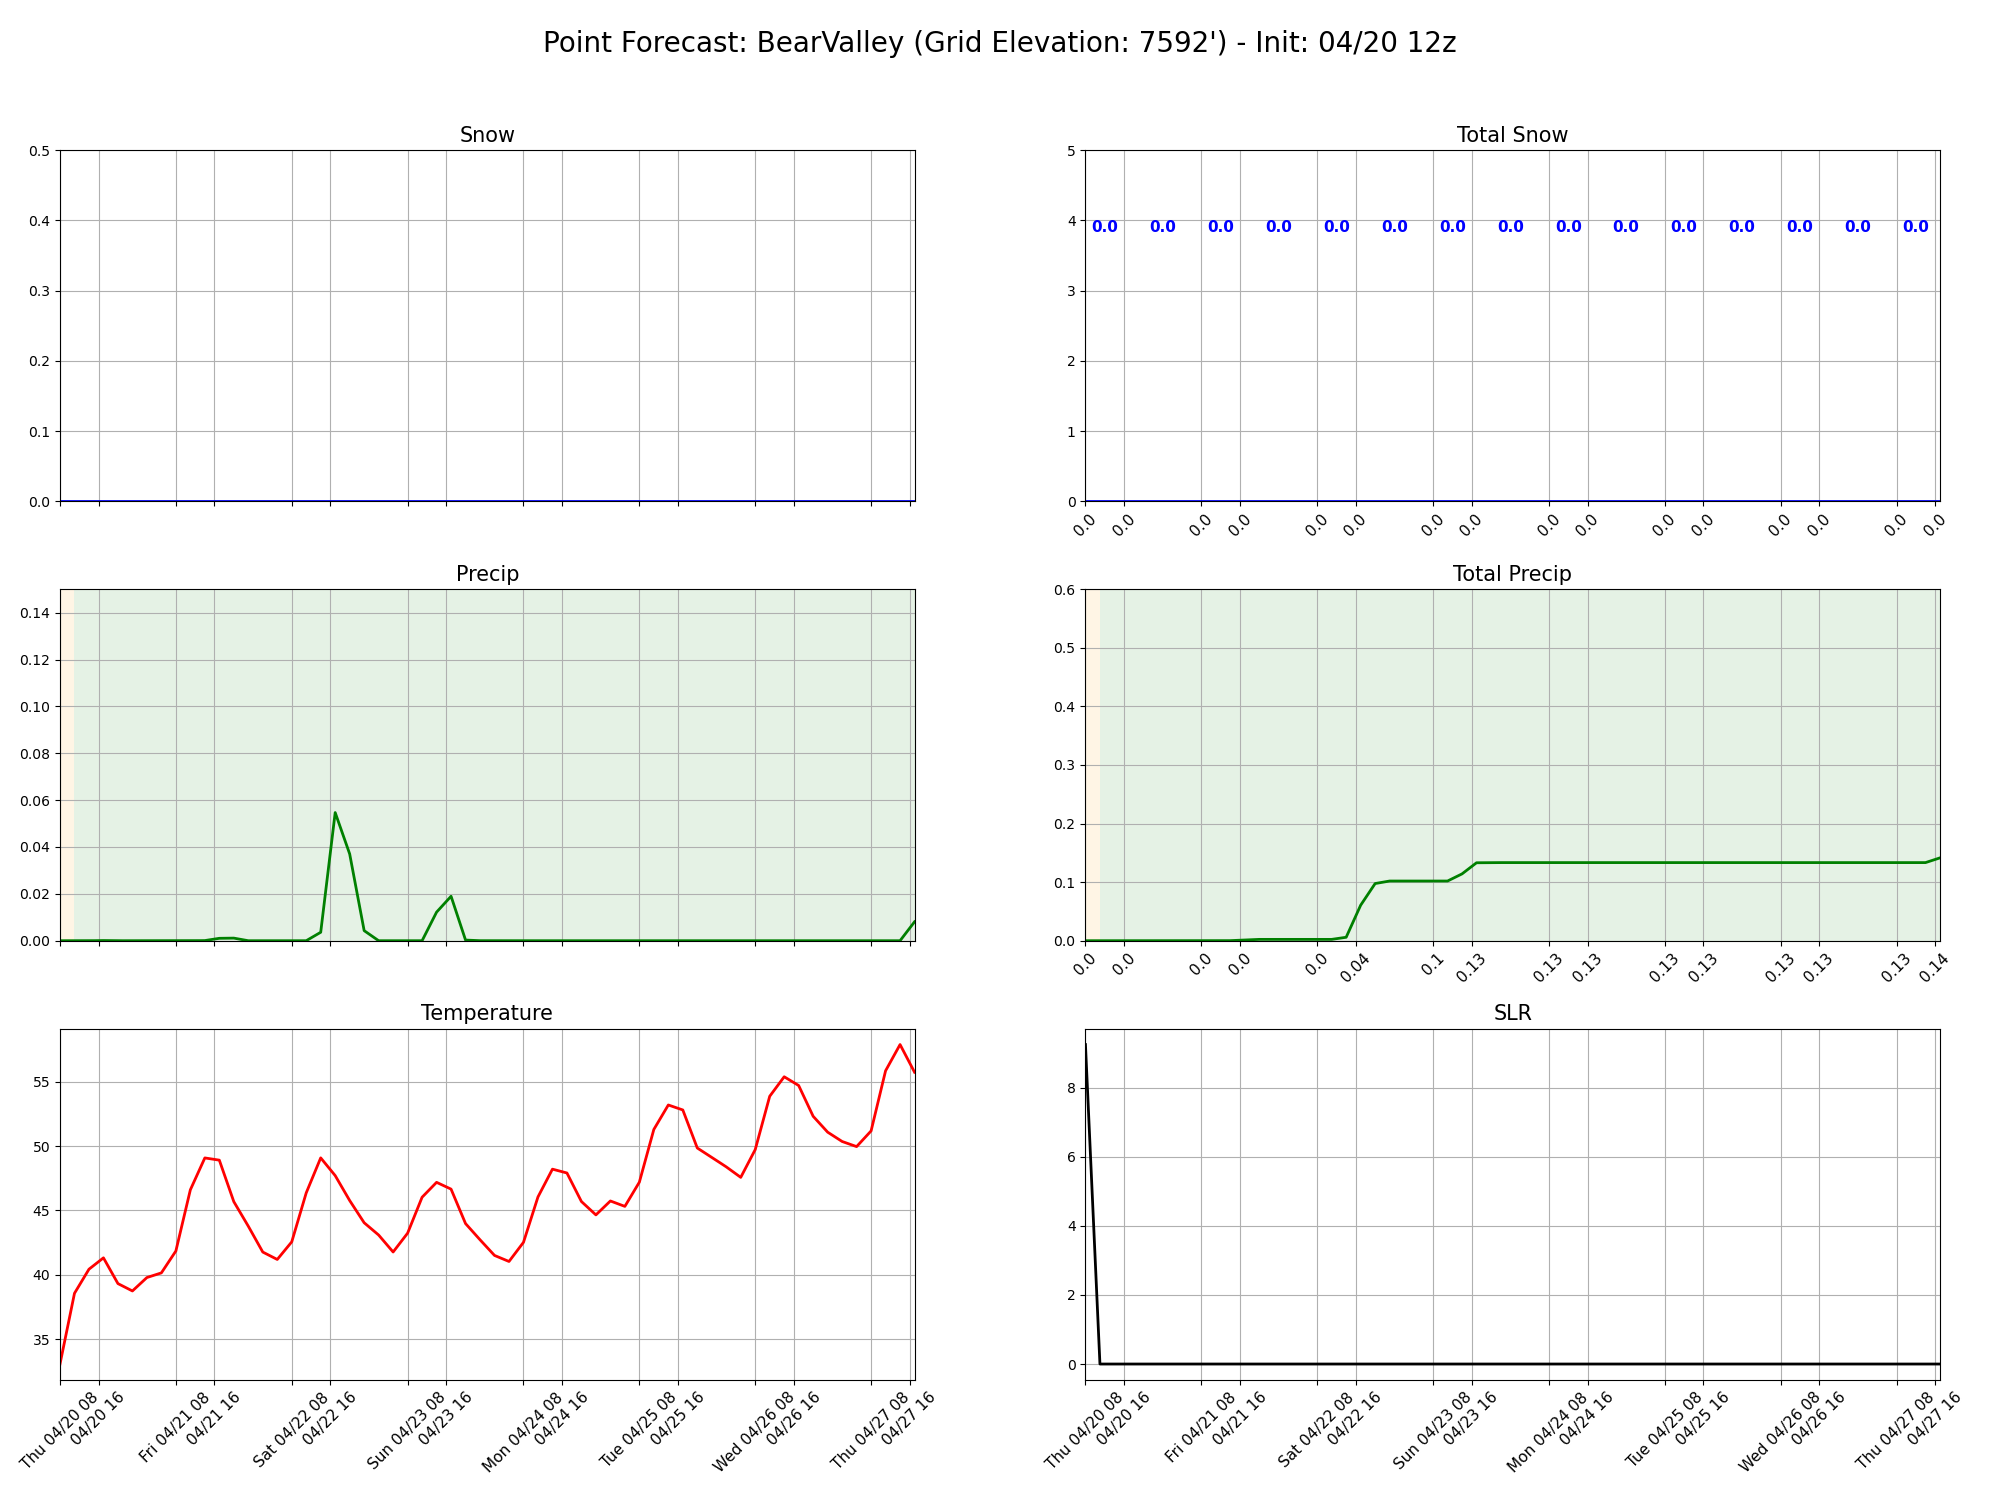 Point Forecast: BearValley (Grid Elevation: 7592') - Init: 04/20 12z
Snow
0.5
0.4
0.3
0.2
0.1
0.0
Total Snow
5
4
3
2
1
0
0.0 0.0 0.0 0.0 0.0 0.0 0.0 0.0 0.0 0.0 0.0 0.0 0.0 0.0 0.0
0.0 0.0 0.0 0.0 0.0 0.0 0.0 0.0 0.0 0.0 0.0 0.0 0.0 0.0 0.0 0.0
Precip
0.14
0.12
0.10
0.08
0.06
0.04
0.02
0.00
Total Precip
0.6
0.5
0.4
0.3
0.2
0.1
0.0
0.0 0.0 0.0 0.0 0.0 0.04 0.1 0.13 0.13 0.13 0.13 0.13 0.13 0.13 0.13 0.14
Temperature
55
50
45
40
35
Thu 04/20 08
04/20 16
Fri 04/21 08
04/21 16
Sat 04/22 08
04/22 16
Sun 04/23 08
04/23 16
Mon 04/24 08
04/24 16
Tue 04/25 08
04/25 16
Wed 04/26 08
04/26 16
Thu 04/27 08
04/27 16
SLR
8
6
4
2
0
Thu 04/20 08
04/20 16
Fri 04/21 08
04/21 16
Sat 04/22 08
04/22 16
Sun 04/23 08
04/23 16
Mon 04/24 08
04/24 16
Tue 04/25 08
04/25 16
Wed 04/26 08
04/26 16
Thu 04/27 08
04/27 16